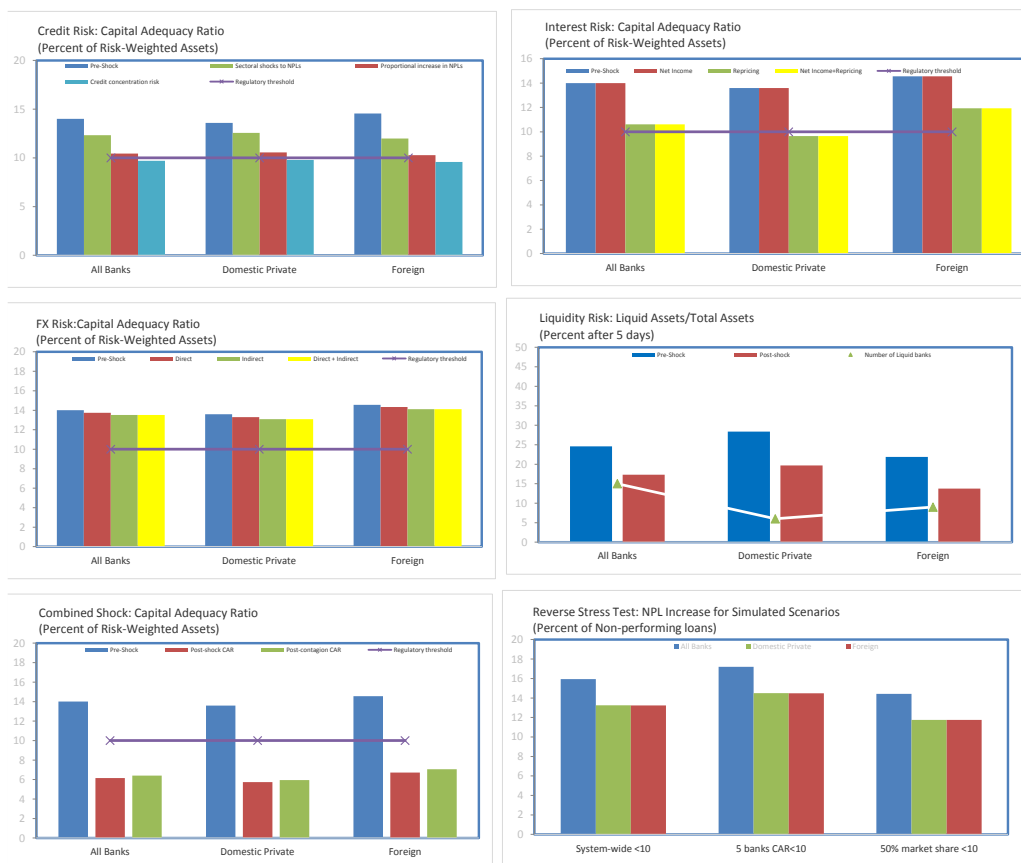 Credit Risk: Capital Adequacy Ratio
(Percent of Risk-Weighted Assets)
20
15
10
5
0
Pre-Shock
Sectoral shocks to NPLs
Proportional increase in NPLs
Credit concentration risk
Regulatory threshold
All Banks
Domestic Private
Foreign
Interest Risk: Capital Adequacy Ratio
(Percent of Risk-Weighted Assets)
16
14
12
10
8
6
4
2
0
Pre-Shock
Net Income
Repricing
Net Income+Repricing
Regulatory threshold
All Banks
Domestic Private
Foreign
FX Risk:Capital Adequacy Ratio
(Percent of Risk-Weighted Assets)
20
18
16
14
12
10
8
6
4
2
0
Pre-Shock
Direct
Indirect
Direct + Indirect
Regulatory threshold
All Banks
Domestic Private
Foreign
Liquidity Risk: Liquid Assets/Total Assets
(Percent after 5 days)
50
45
40
35
30
25
20
15
10
5
0
Pre-Shock
Post-shock
Number of Liquid banks
All Banks
Domestic Private
Foreign
Combined Shock: Capital Adequacy Ratio
(Percent of Risk-Weighted Assets)
20
18
16
14
12
10
8
6
4
2
0
Pre-Shock
Post-shock CAR
Post-contagion CAR
Regulatory threshold
All Banks
Domestic Private
Foreign
Reverse Stress Test: NPL Increase for Simulated Scenarios
(Percent of Non-performing loans)
20
18
16
14
12
10
8
6
4
2
0
All Banks
Domestic Private
Foreign
System-wide <10
5 banks CAR<10
50% market share <10